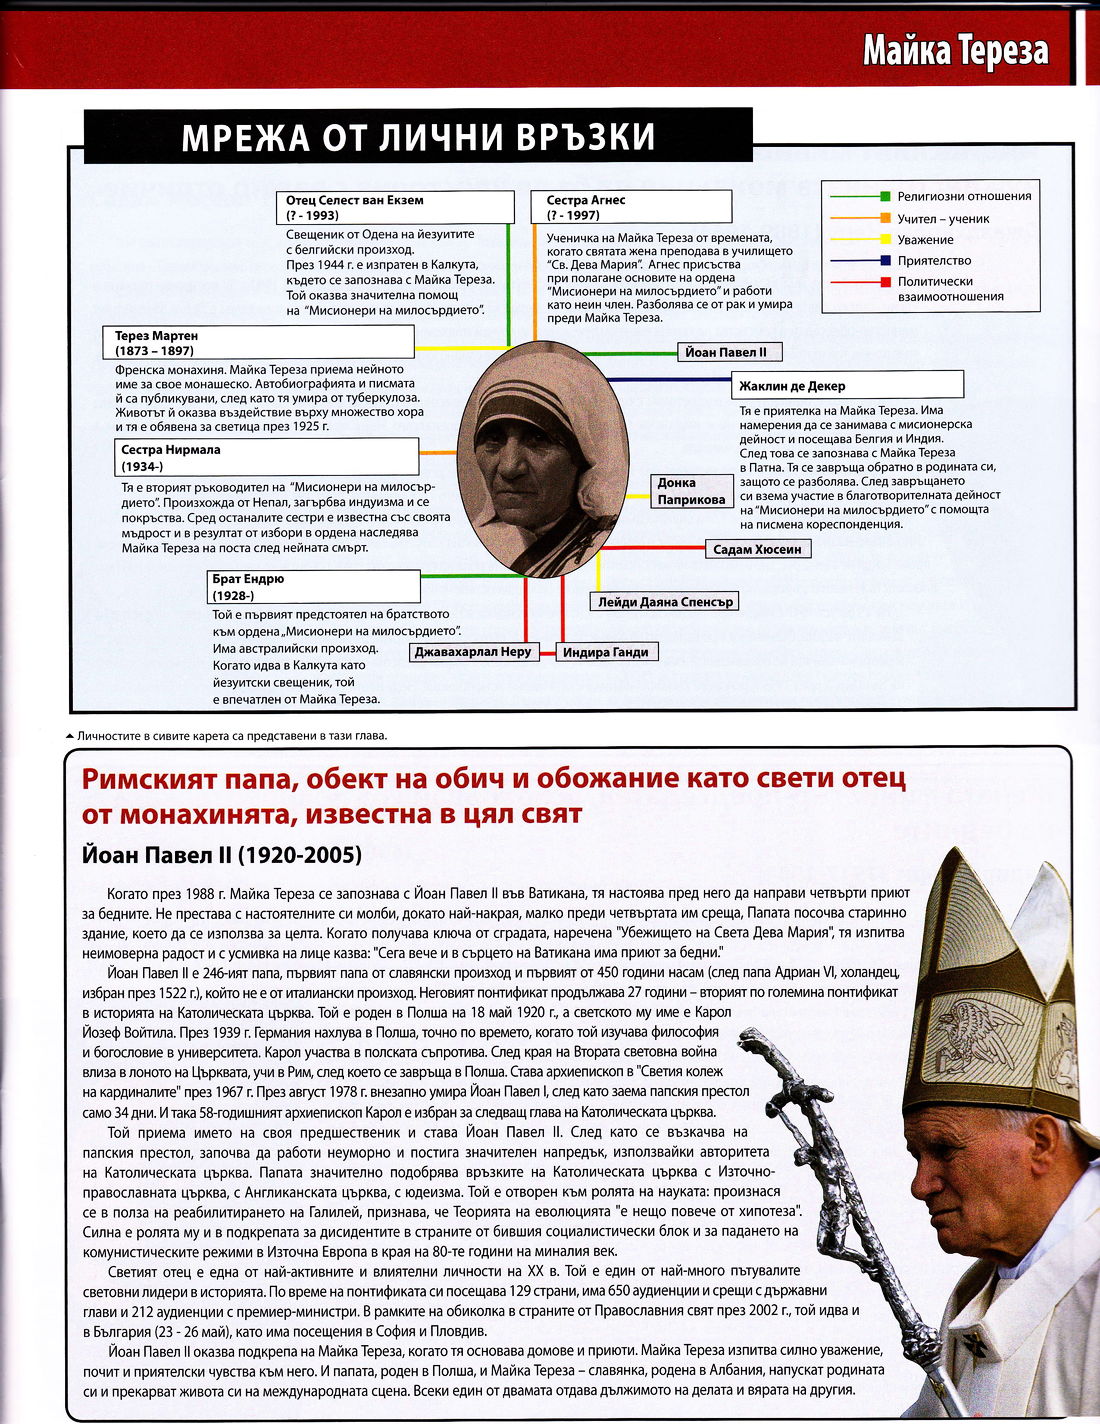 Майка Тереза
МРЕЖА ОТ ЛИЧНИ ВРЪЗКИ
Отец Селест ван Екзем
(? - 1993)
Свещеник от Одена на йезуитите
с белгийски произход.
През 1944 г. е изпратен в Калкута,
където се запознава с Майка Тереза.
Той оказва значителна помощ
на "Мисионери на милосърдието".
Сестра Агнес
(? - 1997)
Ученичка на Майка Тереза от времената,
когато святата жена преподава в училището
"Св. Дева Мария". Агнес присъства
при полагане основите на ордена
"Мисионери на милосърдието" и работи
като неин член. Разболява се от рак и умира
преди Майка Тереза.
Религиозни отношения
Учител – ученик
Уважение
Приятелство
Политически
взаимоотношения
Терез Мартен
(1873 – 1897)
Френска монахиня. Майка Тереза приема нейното
име за свое монашеско. Автобиографията и писмата
й са публикувани, след като тя умира от туберкулоза.
Животът й оказва въздействие върху множество хора
и тя е обявена за светица през 1925 г.
Йоан Павел II
Жаклин де Декер
Тя е приятелка на Майка Тереза. Има
намерения да се занимава с мисионерска
дейност и посещава Белгия и Индия.
След това се запознава с Майка Тереза
в Патна. Тя се завръща обратно в родината си,
защото се разболява. След завръщането
си взема участие в благотворителната дейност
на "Мисионери на милосърдието" с помощта
на писмена кореспонденция.
Сестра Нирмала
(1934-)
Тя е вторият ръководител на "Мисионери на милосър-
дието". Произхожда от Непал, загърбва индуизма и се
покръства. Сред останалите сестри е известна със своята
мъдрост и в резултат от избори в ордена наследява
Майка Тереза на поста след нейната смърт.
Донка
Паприкова
Садам Хюсеин
Брат Ендрю
(1928-)
Той е първият предстоятел на братството
към ордена „Мисионери на милосърдието".
Има австралийски произход.
Когато идва в Калкута като
йезуитски свещеник, той
е впечатлен от Майка Тереза.
Лейди Даяна Спенсър
Джавахарлал Неру
Индира Ганди
Личностите в сивите карета са представени в тази глава.
Римският папа, обект на обич и обожание като свети отец
от монахинята, известна в цял свят
Йоан Павел II (1920-2005)
Когато през 1988 г. Майка Тереза се запознава с Йоан Павел II във Ватикана, тя настоява пред него да направи четвърти приют
за бедните. Не престава с настоятелните си молби, докато най-накрая, малко преди четвъртата им среща, Папата посочва старинно
здание, което да се използва за целта. Когато получава ключа от сградата, наречена "Убежището на Света Дева Мария", тя изпитва
неимоверна радост и с усмивка на лице казва: "Сега вече и в сърцето на Ватикана има приют за бедни."
Йоан Павел II е 246-ият папа, първият папа от славянски произход и първият от 450 години насам (след папа Адриан VI, холандец,
избран през 1522 г.), който не е от италиански произход. Неговият понтификат продължава 27 години – вторият по големина понтификат
в историята на Католическата църква. Той е роден в Полша на 18 май 1920 г., а светското му име е Карол
Йозеф Войтила. През 1939 г. Германия нахлува в Полша, точно по времето, когато той изучава философия
и богословие в университета. Карол участва в полската съпротива. След края на Втората световна война
влиза в лоното на Църквата, учи в Рим, след което се завръща в Полша. Става архиепископ в "Светия колеж
на кардиналите" през 1967 г. През август 1978 г. внезапно умира Йоан Павел I, след като заема папския престол
само 34 дни. И така 58-годишният архиепископ Карол е избран за следващ глава на Католическата църква.
Той приема името на своя предшественик и става Йоан Павел II. След като се възкачва на
папския престол, започва да работи неуморно и постига значителен напредък, използвайки авторитета
на Католическата църква. Папата значително подобрява връзките на Католическата църква с Източно-
православната църква, с Англиканската църква, с юдеизма. Той е отворен към ролята на науката: произнася
се в полза на реабилитирането на Галилей, признава, че Теорията на еволюцията "е нещо повече от хипотеза".
Силна е ролята му и в подкрепата за дисидентите в страните от бившия социалистически блок и за падането на
комунистическите режими в Източна Европа в края на 80-те години на миналия век.
Светият отец е една от най-активните и влиятелни личности на XX в. Той е един от най-много пътувалите
световни лидери в историята. По време на понтификата си посещава 129 страни, има 650 аудиенции и срещи с държавни
глави и 212 аудиенции с премиер-министри. В рамките на обиколка в страните от Православния свят през 2002 г., той идва и
в България (23 - 26 май), като има посещения в София и Пловдив.
Йоан Павел II оказва подкрепа на Майка Тереза, когато тя основава домове и приюти. Майка Тереза изпитва силно уважение,
почит и приятелски чувства към него. И папата, роден в Полша, и Майка Тереза – славянка, родена в Албания, напускат родината
си и прекарват живота си на международната сцена. Всеки един от двамата отдава дължимото на делата и вярата на другия.